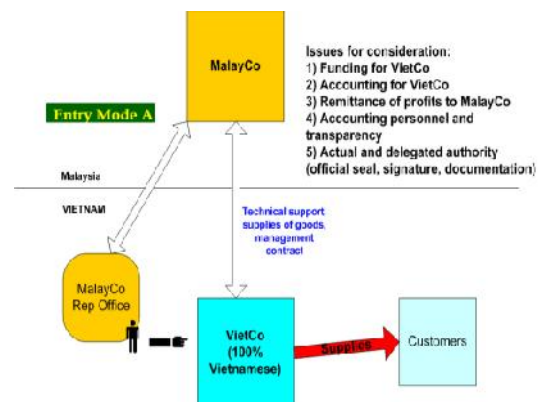 MalayCo
Issues for consideration:
1) Funding for VietCo
2) Accounting for VietCo
3) Remittance of profits to MalayCo
4) Accounting personnel and
transparency
5) Actual and delegated authority
(official seal, signature, documentation)
Entry Mode A
Malaysia
VIETNAM
Technical support
supplies of goods,
management
contract
MalayCo
Rep Office
VietCo
(100%
Vietnamese)
Supplies
Customers